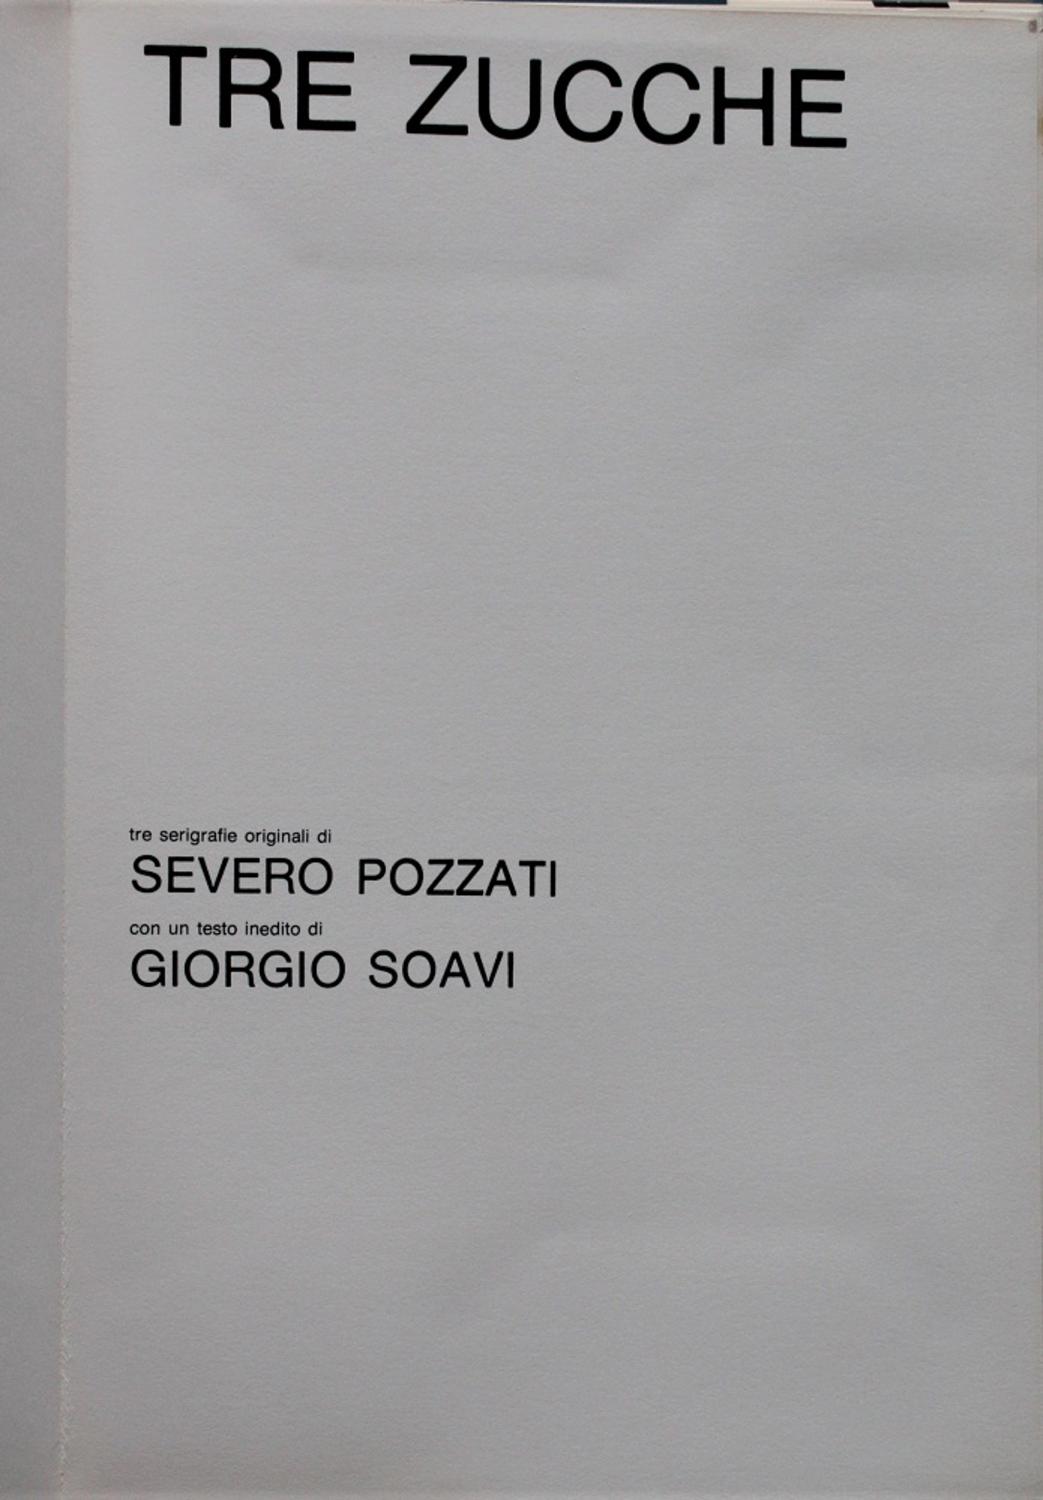 TRE ZUCCHE
tre serigrafie originali di
SEVERO POZZATI
con un testo inedito di
GIORGIO SOAVI